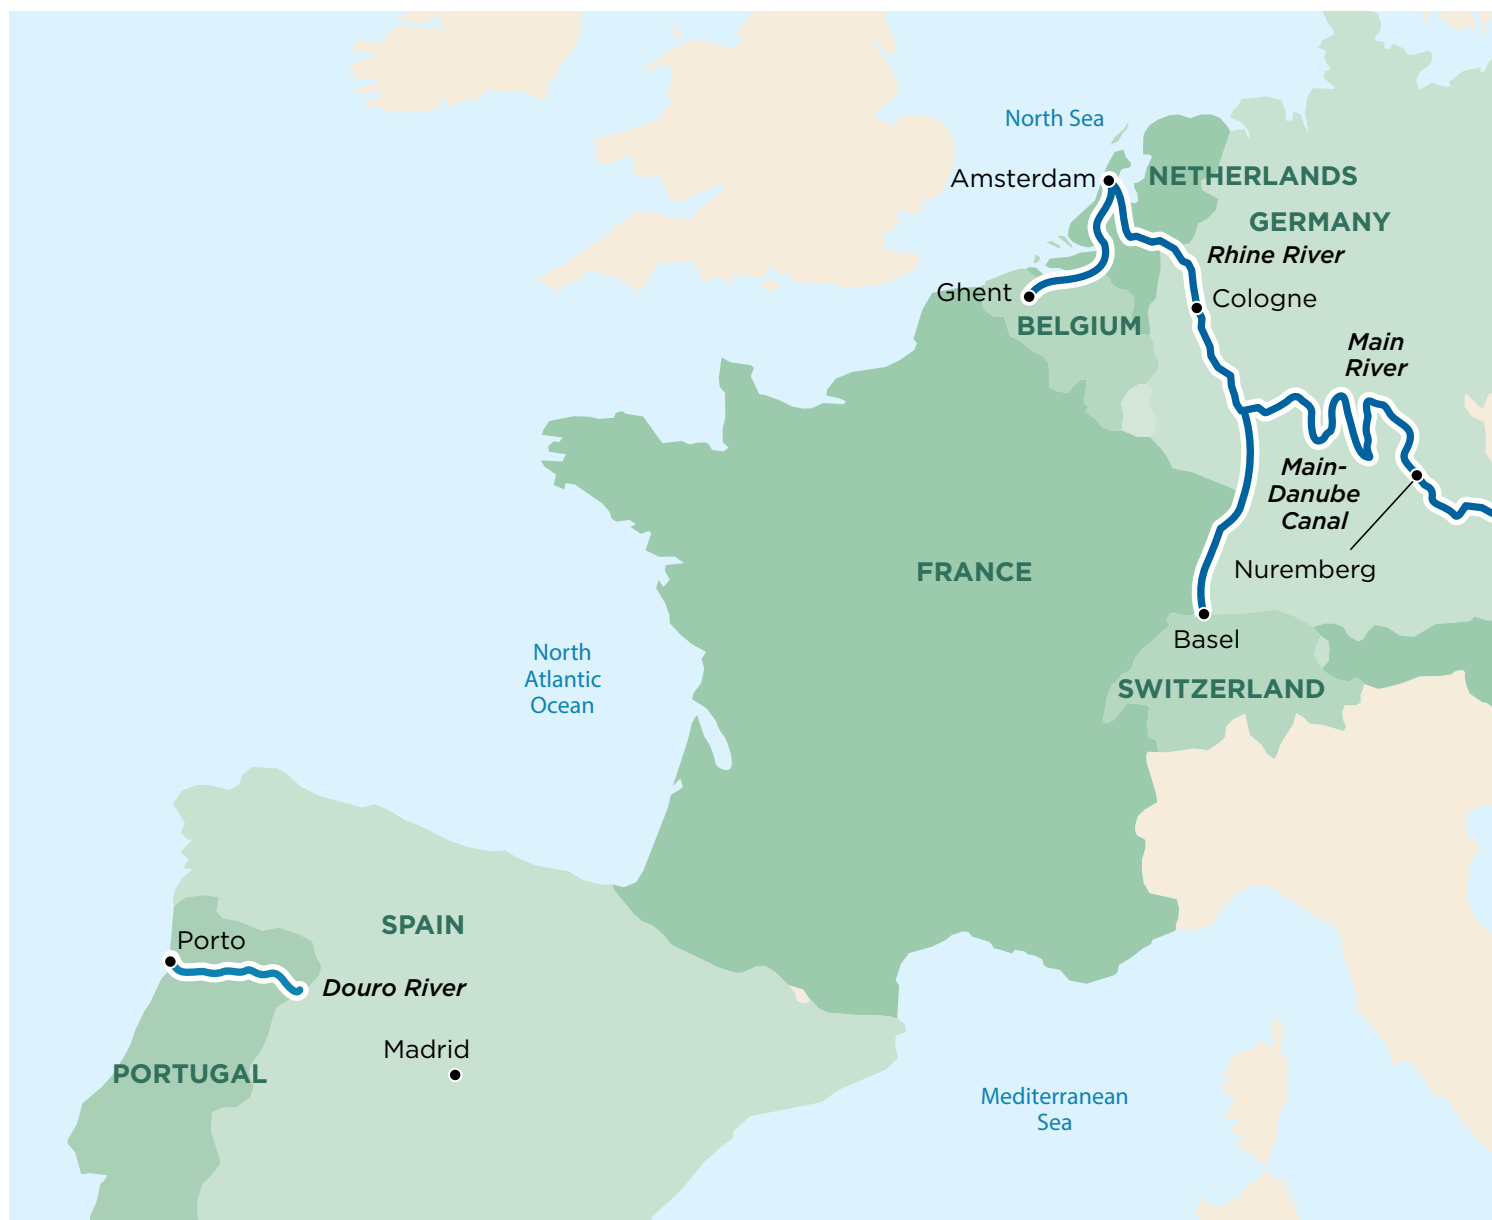 North Sea
Amsterdam
NETHERLANDS
GERMANY
Rhine River
Ghent
Cologne
BELGIUM
Main
River
Main-
Danube
Canal
FRANCE
Nuremberg
Basel
North
Atlantic
Ocean
SWITZERLAND
SPAIN
Porto
Douro River
Madrid
PORTUGAL
Mediterranean
Sea